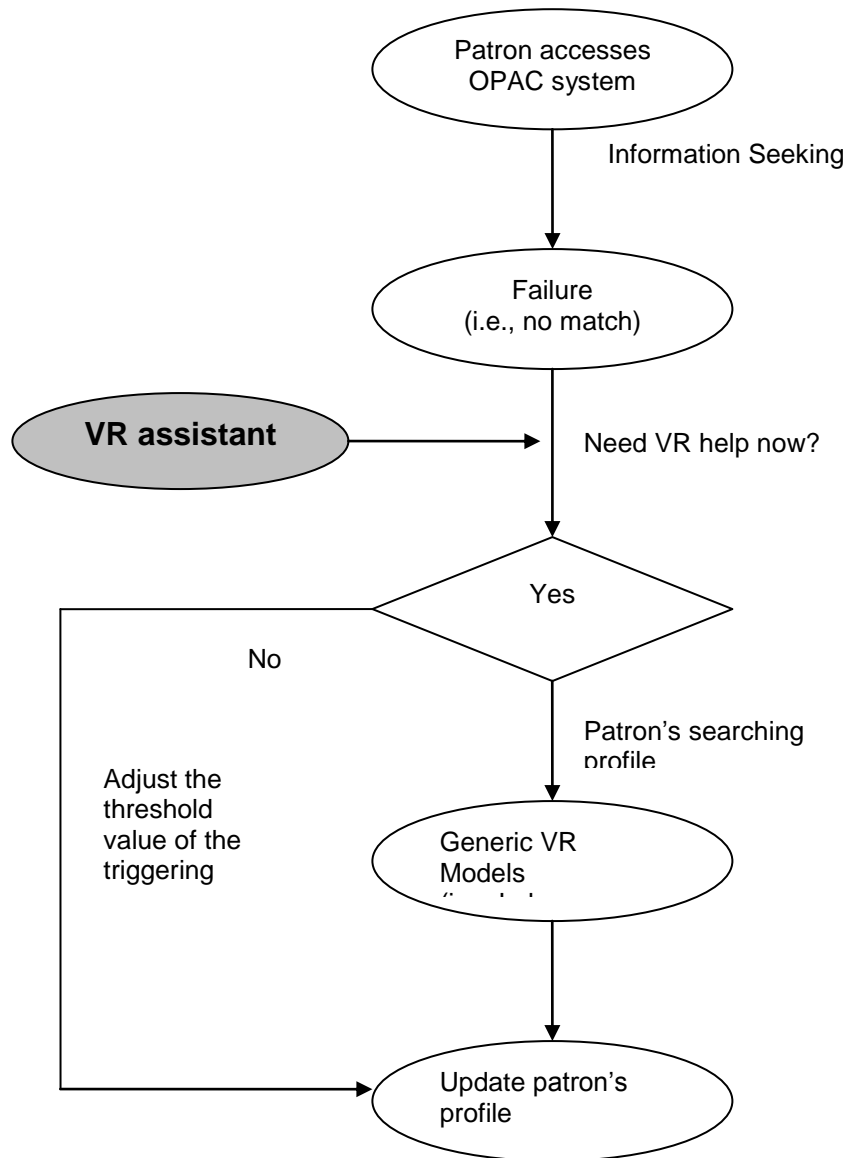 Patron accesses
OPAC system
Information Seeking
Failure
(i.e., no match)
VR assistant
Need VR help now?
Yes
No
Patron's searching
profile
Adjust the
threshold
value of the
triggering
Generic VR
Models
Update patron's
profile